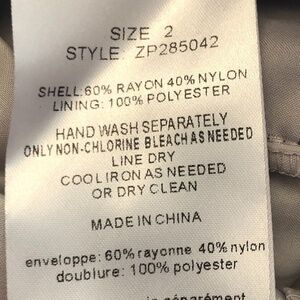 SIZE 2
STYLE: ZP285042
SHELL:60% RAYON 40% NYLON
LINING: 100% POLYESTER
HAND WASH SEPARATELY
ONLY NON-CHLORINE BLEACH AS NEEDED
LINE DRY
COOL IRON AS NEEDED
OR DRY CLEAN
MADE IN CHINA
enveloppe: 60% rayonne 40% nylon
doublure: 100% polyester
séparément